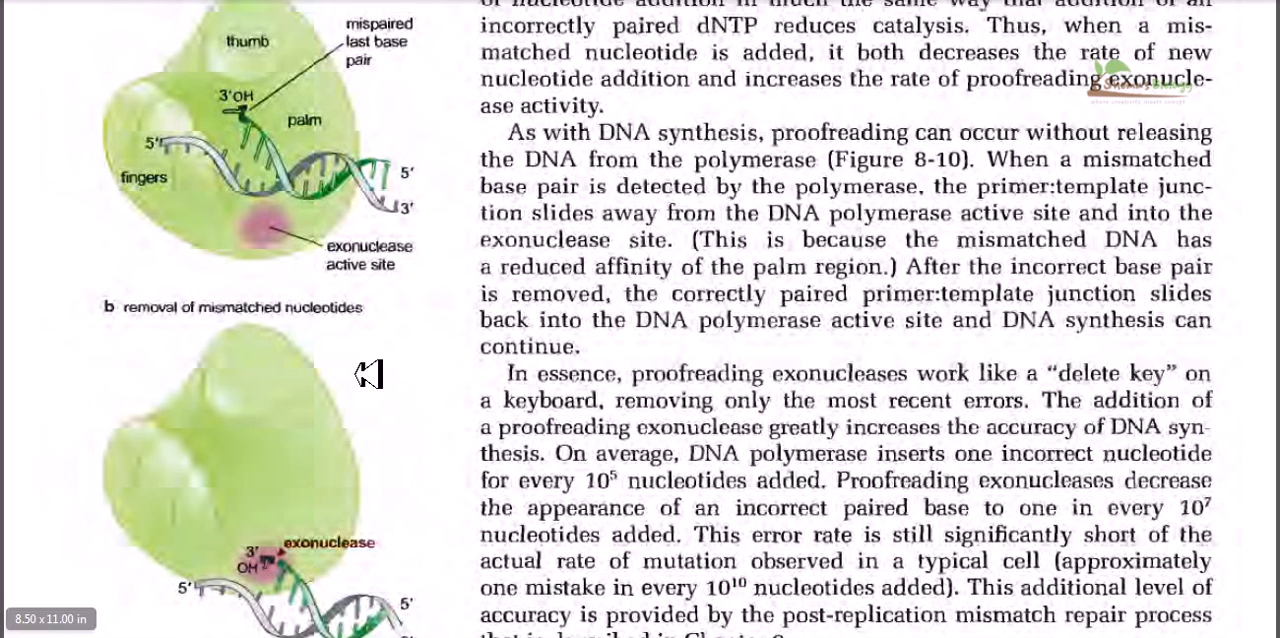 mispaired
last base
pair
thumb
3'OH
palm
5'
fingers
5'
3'
exonuclease
active site
b removal of mismatched nucleotides
3'
exonuclease
OH
5'
5'
8.50 x 11.00 in
of nucleotide addition in much the same way that addition of an
incorrectly paired dNTP reduces catalysis. Thus, when a mis-
matched nucleotide is added, it both decreases the rate of new
nucleotide addition and increases the rate of proofreading exonucle-
ase activity.
As with DNA synthesis, proofreading can occur without releasing
the DNA from the polymerase (Figure 8-10). When a mismatched
base pair is detected by the polymerase, the primer:template junc-
tion slides away from the DNA polymerase active site and into the
exonuclease site. (This is because the mismatched DNA has
a reduced affinity of the palm region.) After the incorrect base pair
is removed, the correctly paired primer:template junction slides
back into the DNA polymerase active site and DNA synthesis can
continue.
In essence, proofreading exonucleases work like a "delete key" on
a keyboard, removing only the most recent errors. The addition of
a proofreading exonuclease greatly increases the accuracy of DNA syn-
thesis. On average, DNA polymerase inserts one incorrect nucleotide
for every 10⁵ nucleotides added. Proofreading exonucleases decrease
the appearance of an incorrect paired base to one in every 10⁷
nucleotides added. This error rate is still significantly short of the
actual rate of mutation observed in a typical cell (approximately
one mistake in every 10¹⁰ nucleotides added). This additional level of
accuracy is provided by the post-replication mismatch repair process